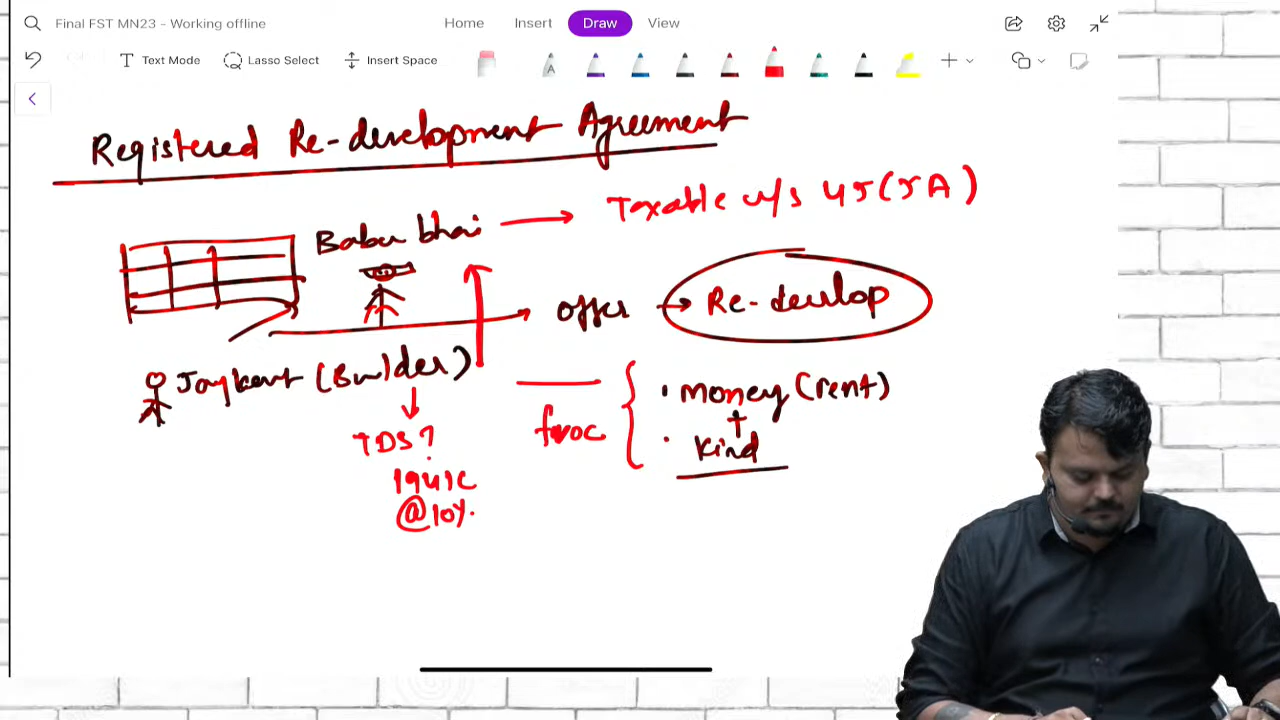 Final FST MN23 - Working offline
Home Insert Draw View
Text Mode Lasso Select Insert Space
Registered Re-development Agreement
Babu bhai → Taxable u/s 45(5A)
offer → Re-develop
Jaykant (Builder)
• money (rent)
+
• Kind
fvoc
TDS?
194IC
@10%.